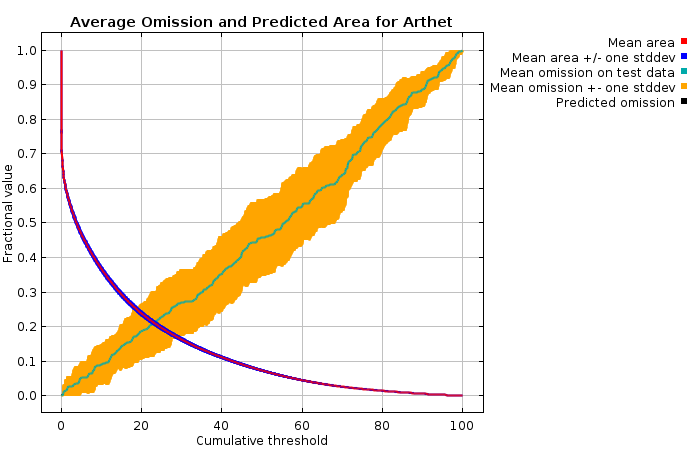 Average Omission and Predicted Area for Arthet
Mean area
Mean area +/- one stddev
Mean omission on test data
Mean omission +- one stddev
Predicted omission
Fractional value
1.0
0.9
0.8
0.7
0.6
0.5
0.4
0.3
0.2
0.1
0.0
0 20 40 60 80 100
Cumulative threshold